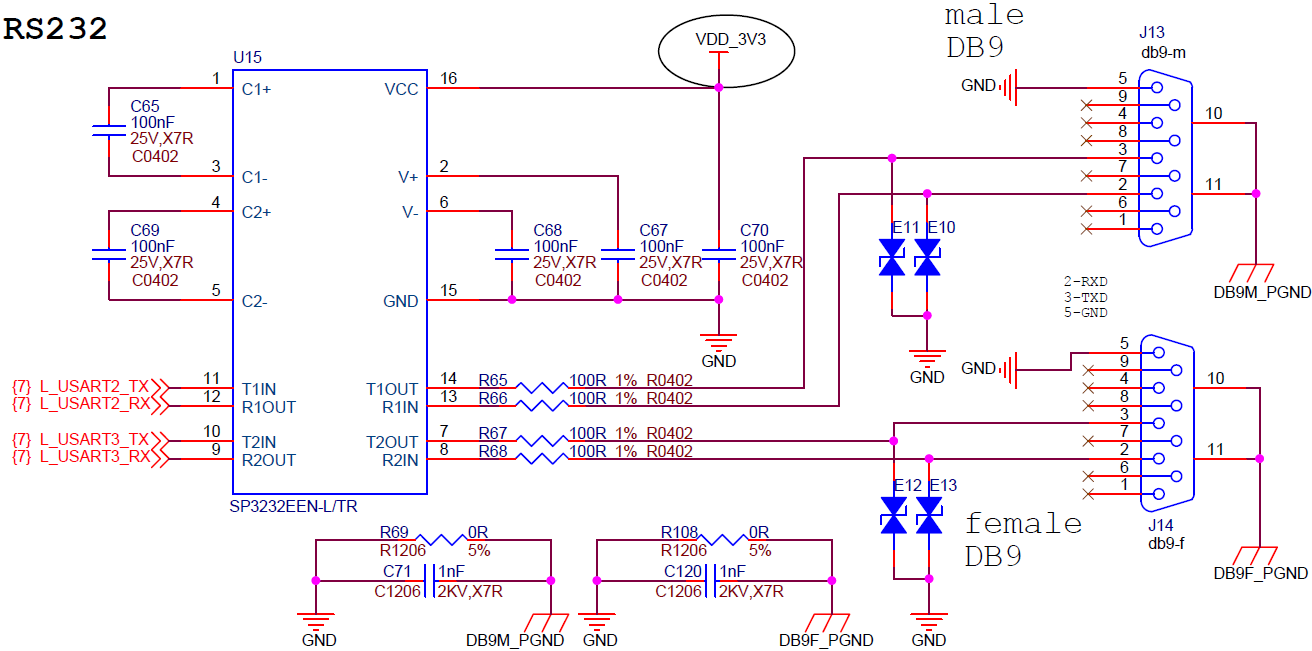 RS232
male
DB9
VDD_3V3
J13
db9-m
U15
1
C1+
VCC
16
C65
100nF
25V,X7R
C0402
3
C1-
V+
2
4
C2+
V-
6
C69
100nF
25V,X7R
C0402
C68
100nF
25V,X7R
C0402
C67
100nF
25V,X7R
C0402
C70
100nF
25V,X7R
C0402
5
C2-
GND
15
GND
{7} L_USART2_TX
11
T1IN
T1OUT
14
R65
100R 1% R0402
{7} L_USART2_RX
12
R1OUT
R1IN
13
R66
100R 1% R0402
{7} L_USART3_TX
10
T2IN
T2OUT
7
R67
100R 1% R0402
{7} L_USART3_RX
9
R2OUT
R2IN
8
R68
100R 1% R0402
SP3232EEN-L/TR
GND
5
9
4
8
3
7
2
6
1
10
11
E11
E10
GND
DB9M_PGND
2-RXD
3-TXD
5-GND
GND
5
9
4
8
3
7
2
6
1
10
11
E12
E13
GND
female
DB9
J14
db9-f
DB9F_PGND
R69
0R
R1206
5%
C71
1nF
C1206
2KV,X7R
GND
DB9M_PGND
R108
0R
R1206
5%
C120
1nF
C1206
2KV,X7R
GND
DB9F_PGND